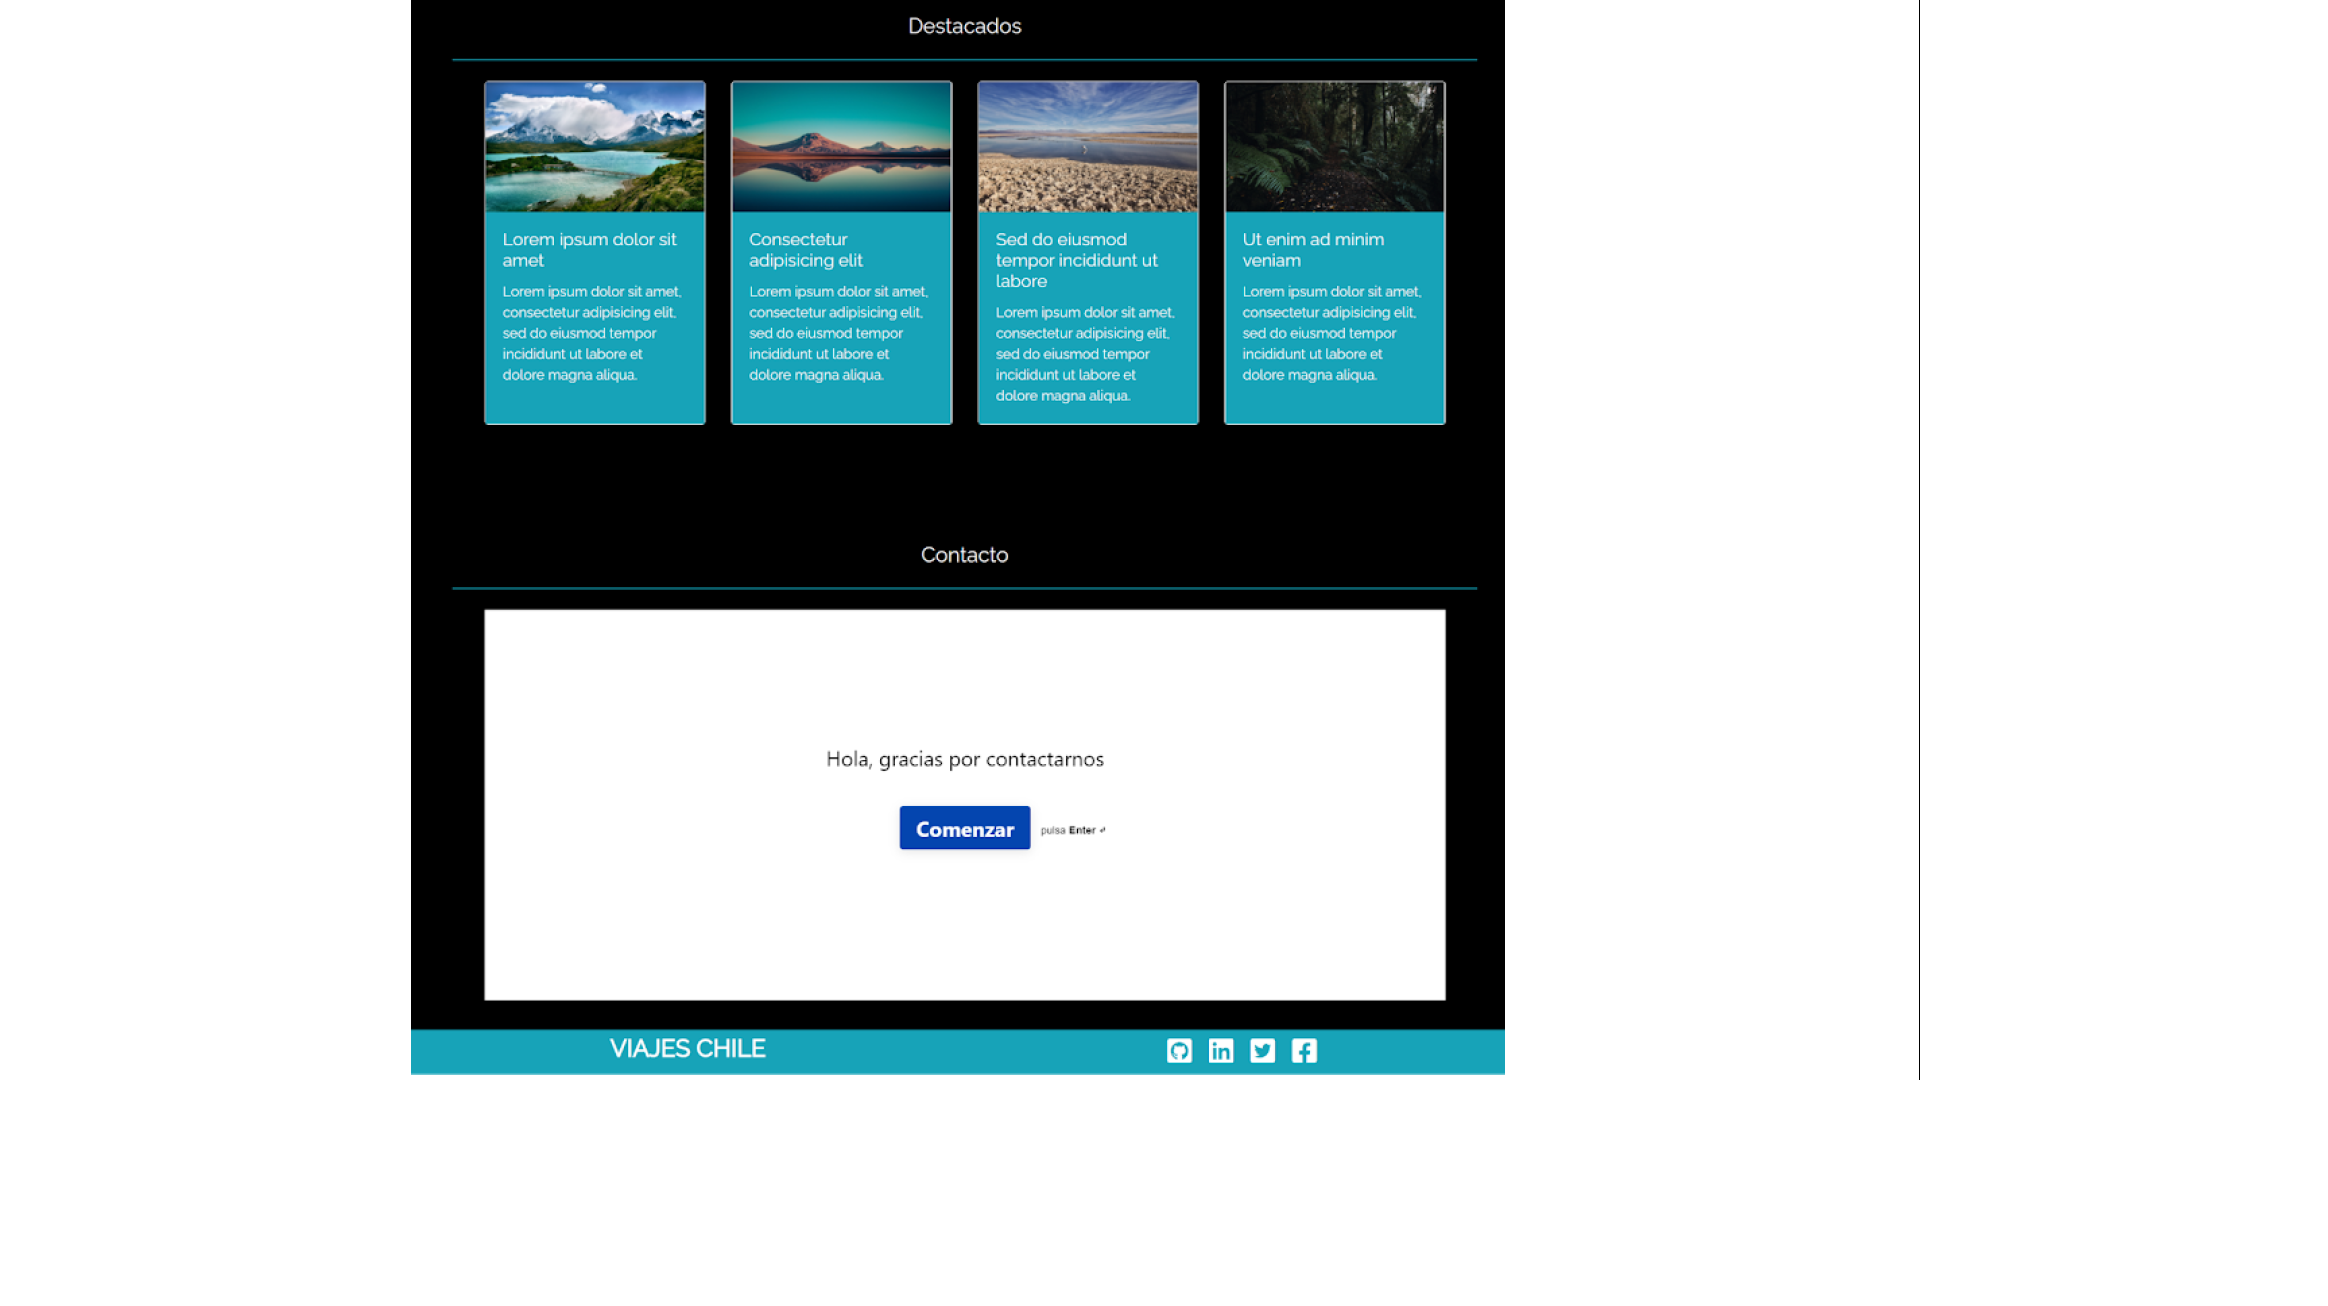 Destacados
Lorem ipsum dolor sit
amet
Lorem ipsum dolor sit amet,
consectetur adipisicing elit,
sed do eiusmod tempor
incididunt ut labore et
dolore magna aliqua.
Consectetur
adipisicing elit
Lorem ipsum dolor sit amet,
consectetur adipisicing elit,
sed do eiusmod tempor
incididunt ut labore et
dolore magna aliqua.
Sed do eiusmod
tempor incididunt ut
labore
Lorem ipsum dolor sit amet,
consectetur adipisicing elit,
sed do eiusmod tempor
incididunt ut labore et
dolore magna aliqua.
Ut enim ad minim
veniam
Lorem ipsum dolor sit amet,
consectetur adipisicing elit,
sed do eiusmod tempor
incididunt ut labore et
dolore magna aliqua.
Contacto
Hola, gracias por contactarnos
Comenzar
pulsa Enter ↵
VIAJES CHILE